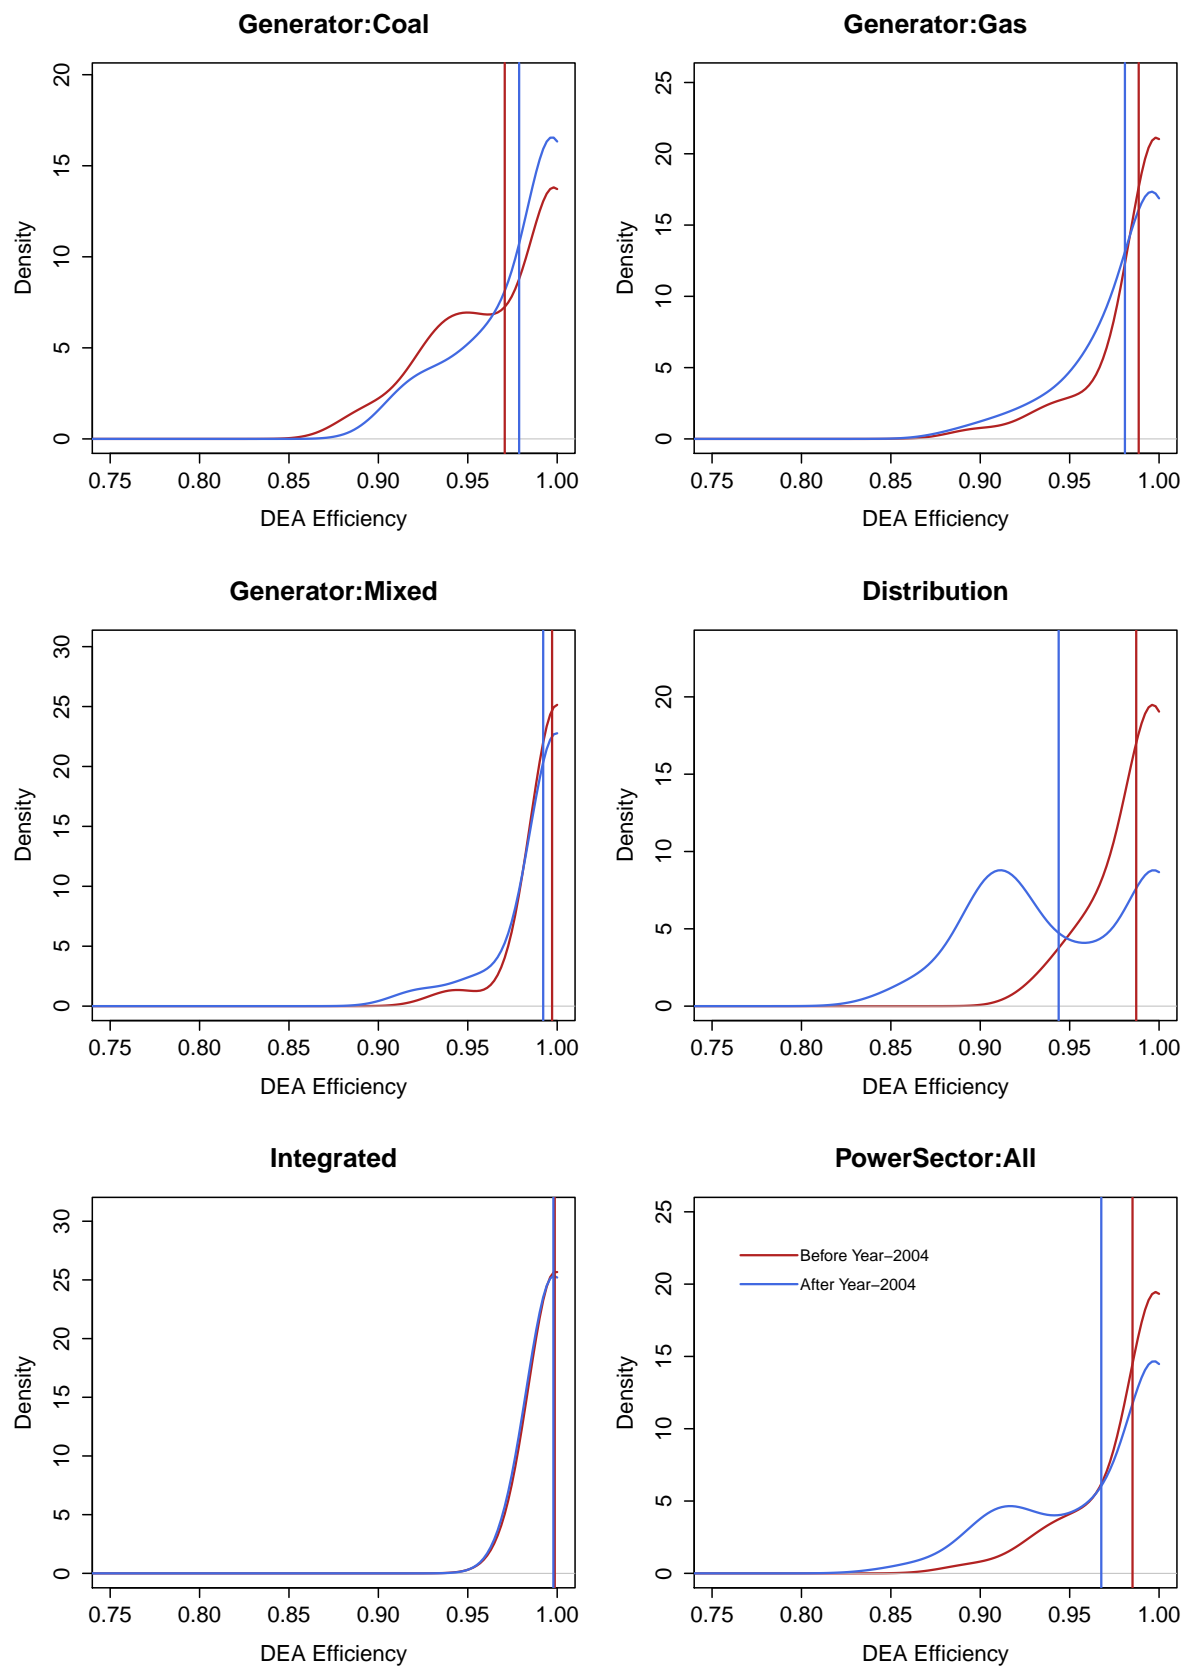 Generator:Coal
20
15
10
5
0
Density
0.75 0.80 0.85 0.90 0.95 1.00
DEA Efficiency
Generator:Gas
25
20
15
10
5
0
Density
0.75 0.80 0.85 0.90 0.95 1.00
DEA Efficiency
Generator:Mixed
30
25
20
15
10
5
0
Density
0.75 0.80 0.85 0.90 0.95 1.00
DEA Efficiency
Distribution
20
15
10
5
0
Density
0.75 0.80 0.85 0.90 0.95 1.00
DEA Efficiency
Integrated
30
25
20
15
10
5
0
Density
0.75 0.80 0.85 0.90 0.95 1.00
DEA Efficiency
PowerSector:All
25
20
15
10
5
0
Density
Before Year−2004
After Year−2004
0.75 0.80 0.85 0.90 0.95 1.00
DEA Efficiency